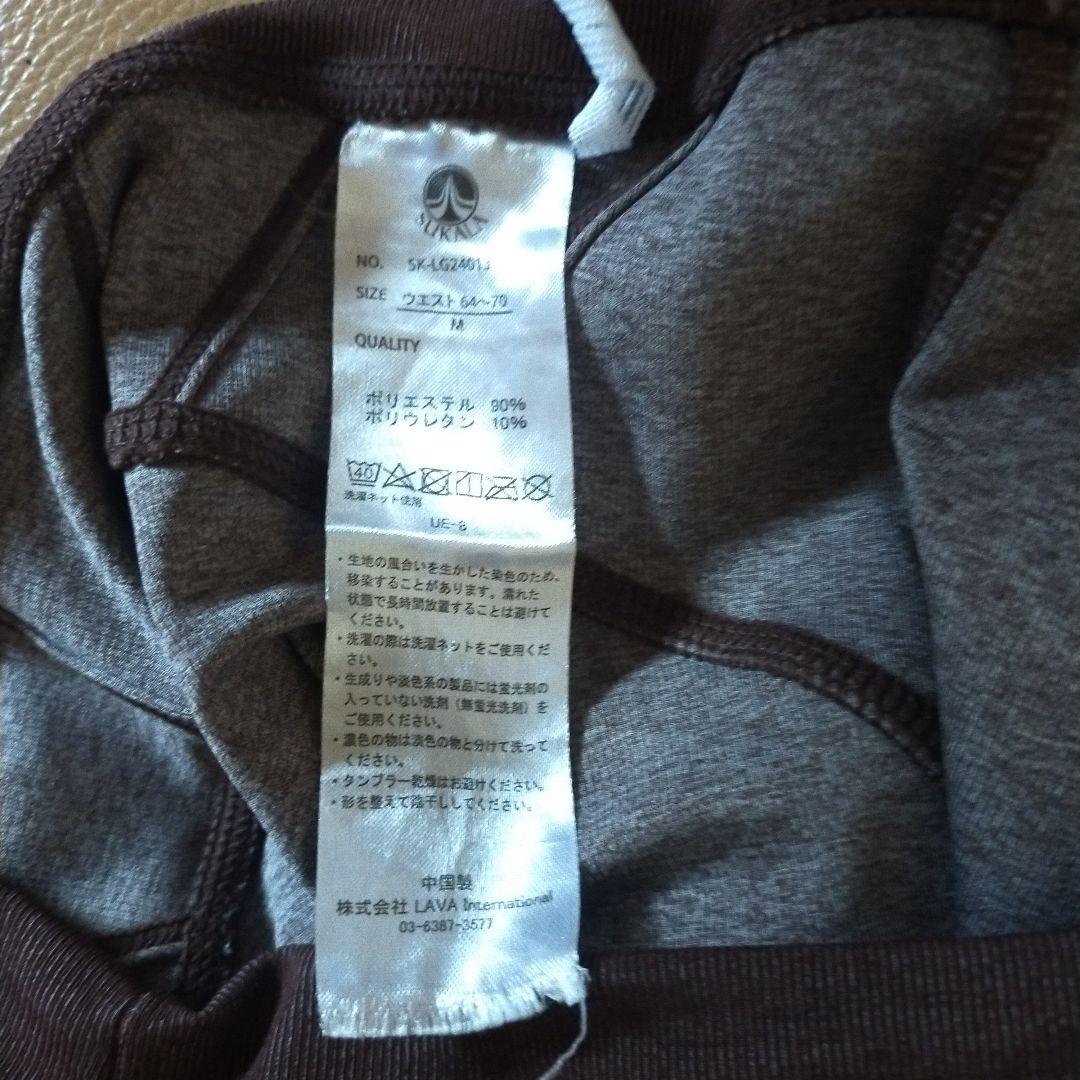 SUKALA
NO. SK-LG2401
SIZE ウエスト 64~70
M
QUALITY
ポリエステル 90%
ポリウレタン 10%
40
洗濯ネット使用
UE-8
・生地の風合いを生かした染色のため、
移染することがあります。濡れた
状態で長時間放置することは避けて
ください。
・洗濯の際は洗濯ネットをご使用くだ
さい。
・生成りや淡色系の製品には蛍光剤の
入っていない洗剤(無蛍光洗剤)を
ご使用ください。
・濃色の物は淡色の物と分けて洗って
ください。
・タンブラー乾燥はお避けください。
・形を整えて陰干ししてください。
中国製
株式会社 LAVA International
03-6387-3577